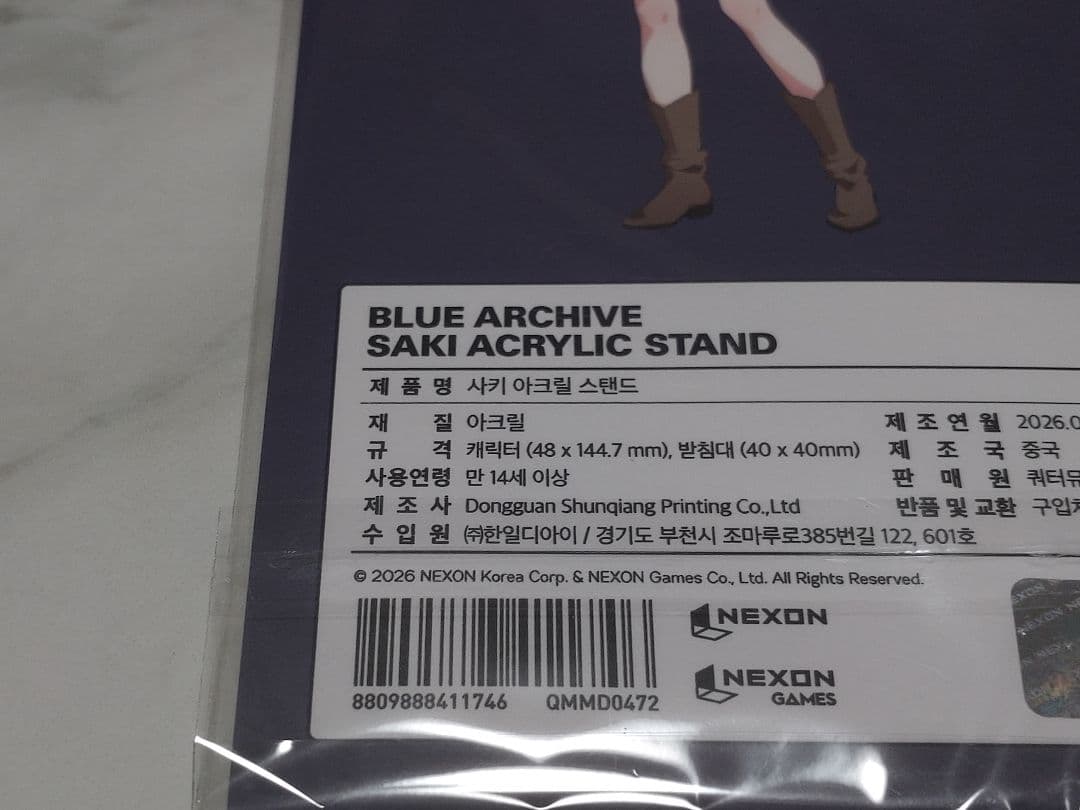 BLUE ARCHIVE
SAKI ACRYLIC STAND
제 품 명 사키 아크릴 스탠드
재 질 아크릴 제 조 연 월 2026.0
규 격 캐릭터 (48 x 144.7 mm), 받침대 (40 x 40mm) 제 조 국 중국
사용연령 만 14세 이상 판 매 원 쿼터뮤
제 조 사 Dongguan Shunqiang Printing Co.,Ltd 반품 및 교환 구입처
수 입 원 ㈜한일디아이 / 경기도 부천시 조마루로385번길 122, 601호
© 2026 NEXON Korea Corp. & NEXON Games Co., Ltd. All Rights Reserved.
NEXON
NEXON
GAMES
8809888411746 QMMD0472